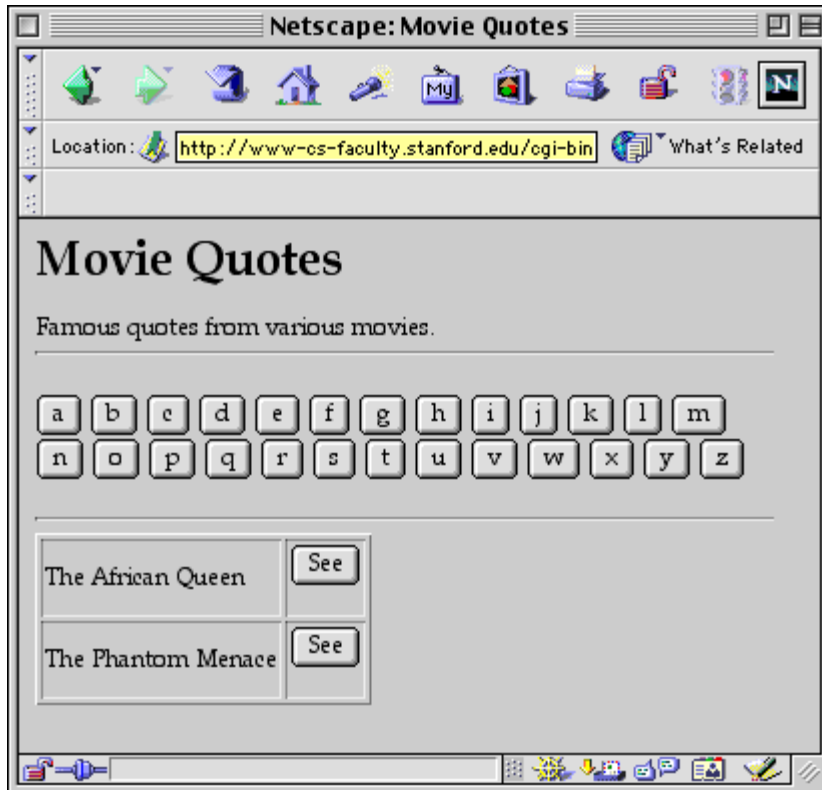 Netscape: Movie Quotes
My
N
Location: http://www-cs-faculty.stanford.edu/cgi-bin What's Related
Movie Quotes
Famous quotes from various movies.
a b c d e f g h i j k l m
n o p q r s t u v w x y z
The African Queen See
The Phantom Menace See